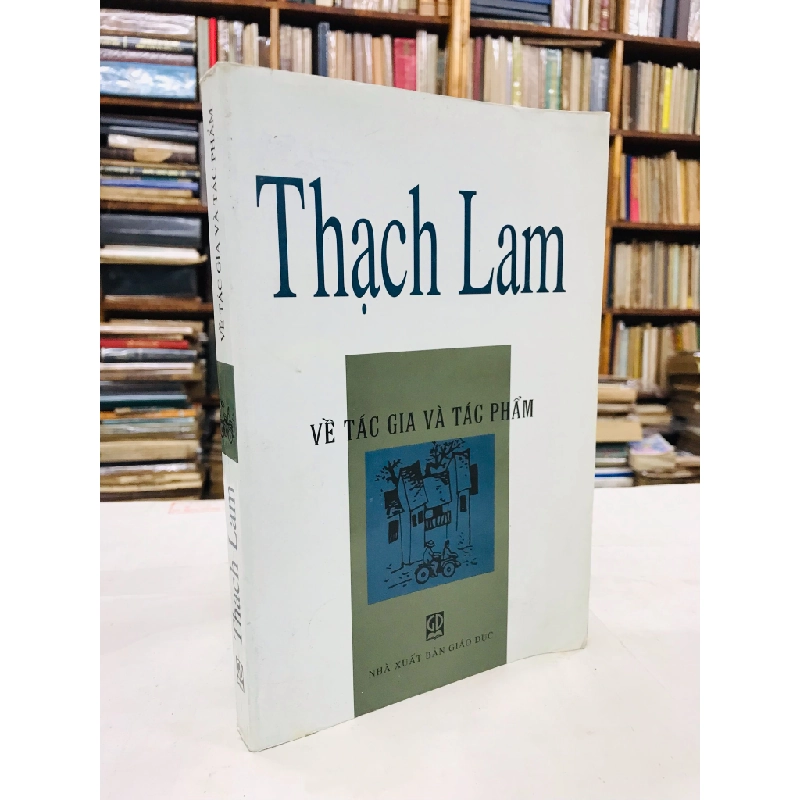 Thạch Lam
VỀ TÁC GIA VÀ TÁC PHẨM
GD
NHÀ XUẤT BẢN GIÁO DỤC
VỀ TÁC GIA VÀ TÁC PHẨM
Thạch Lam